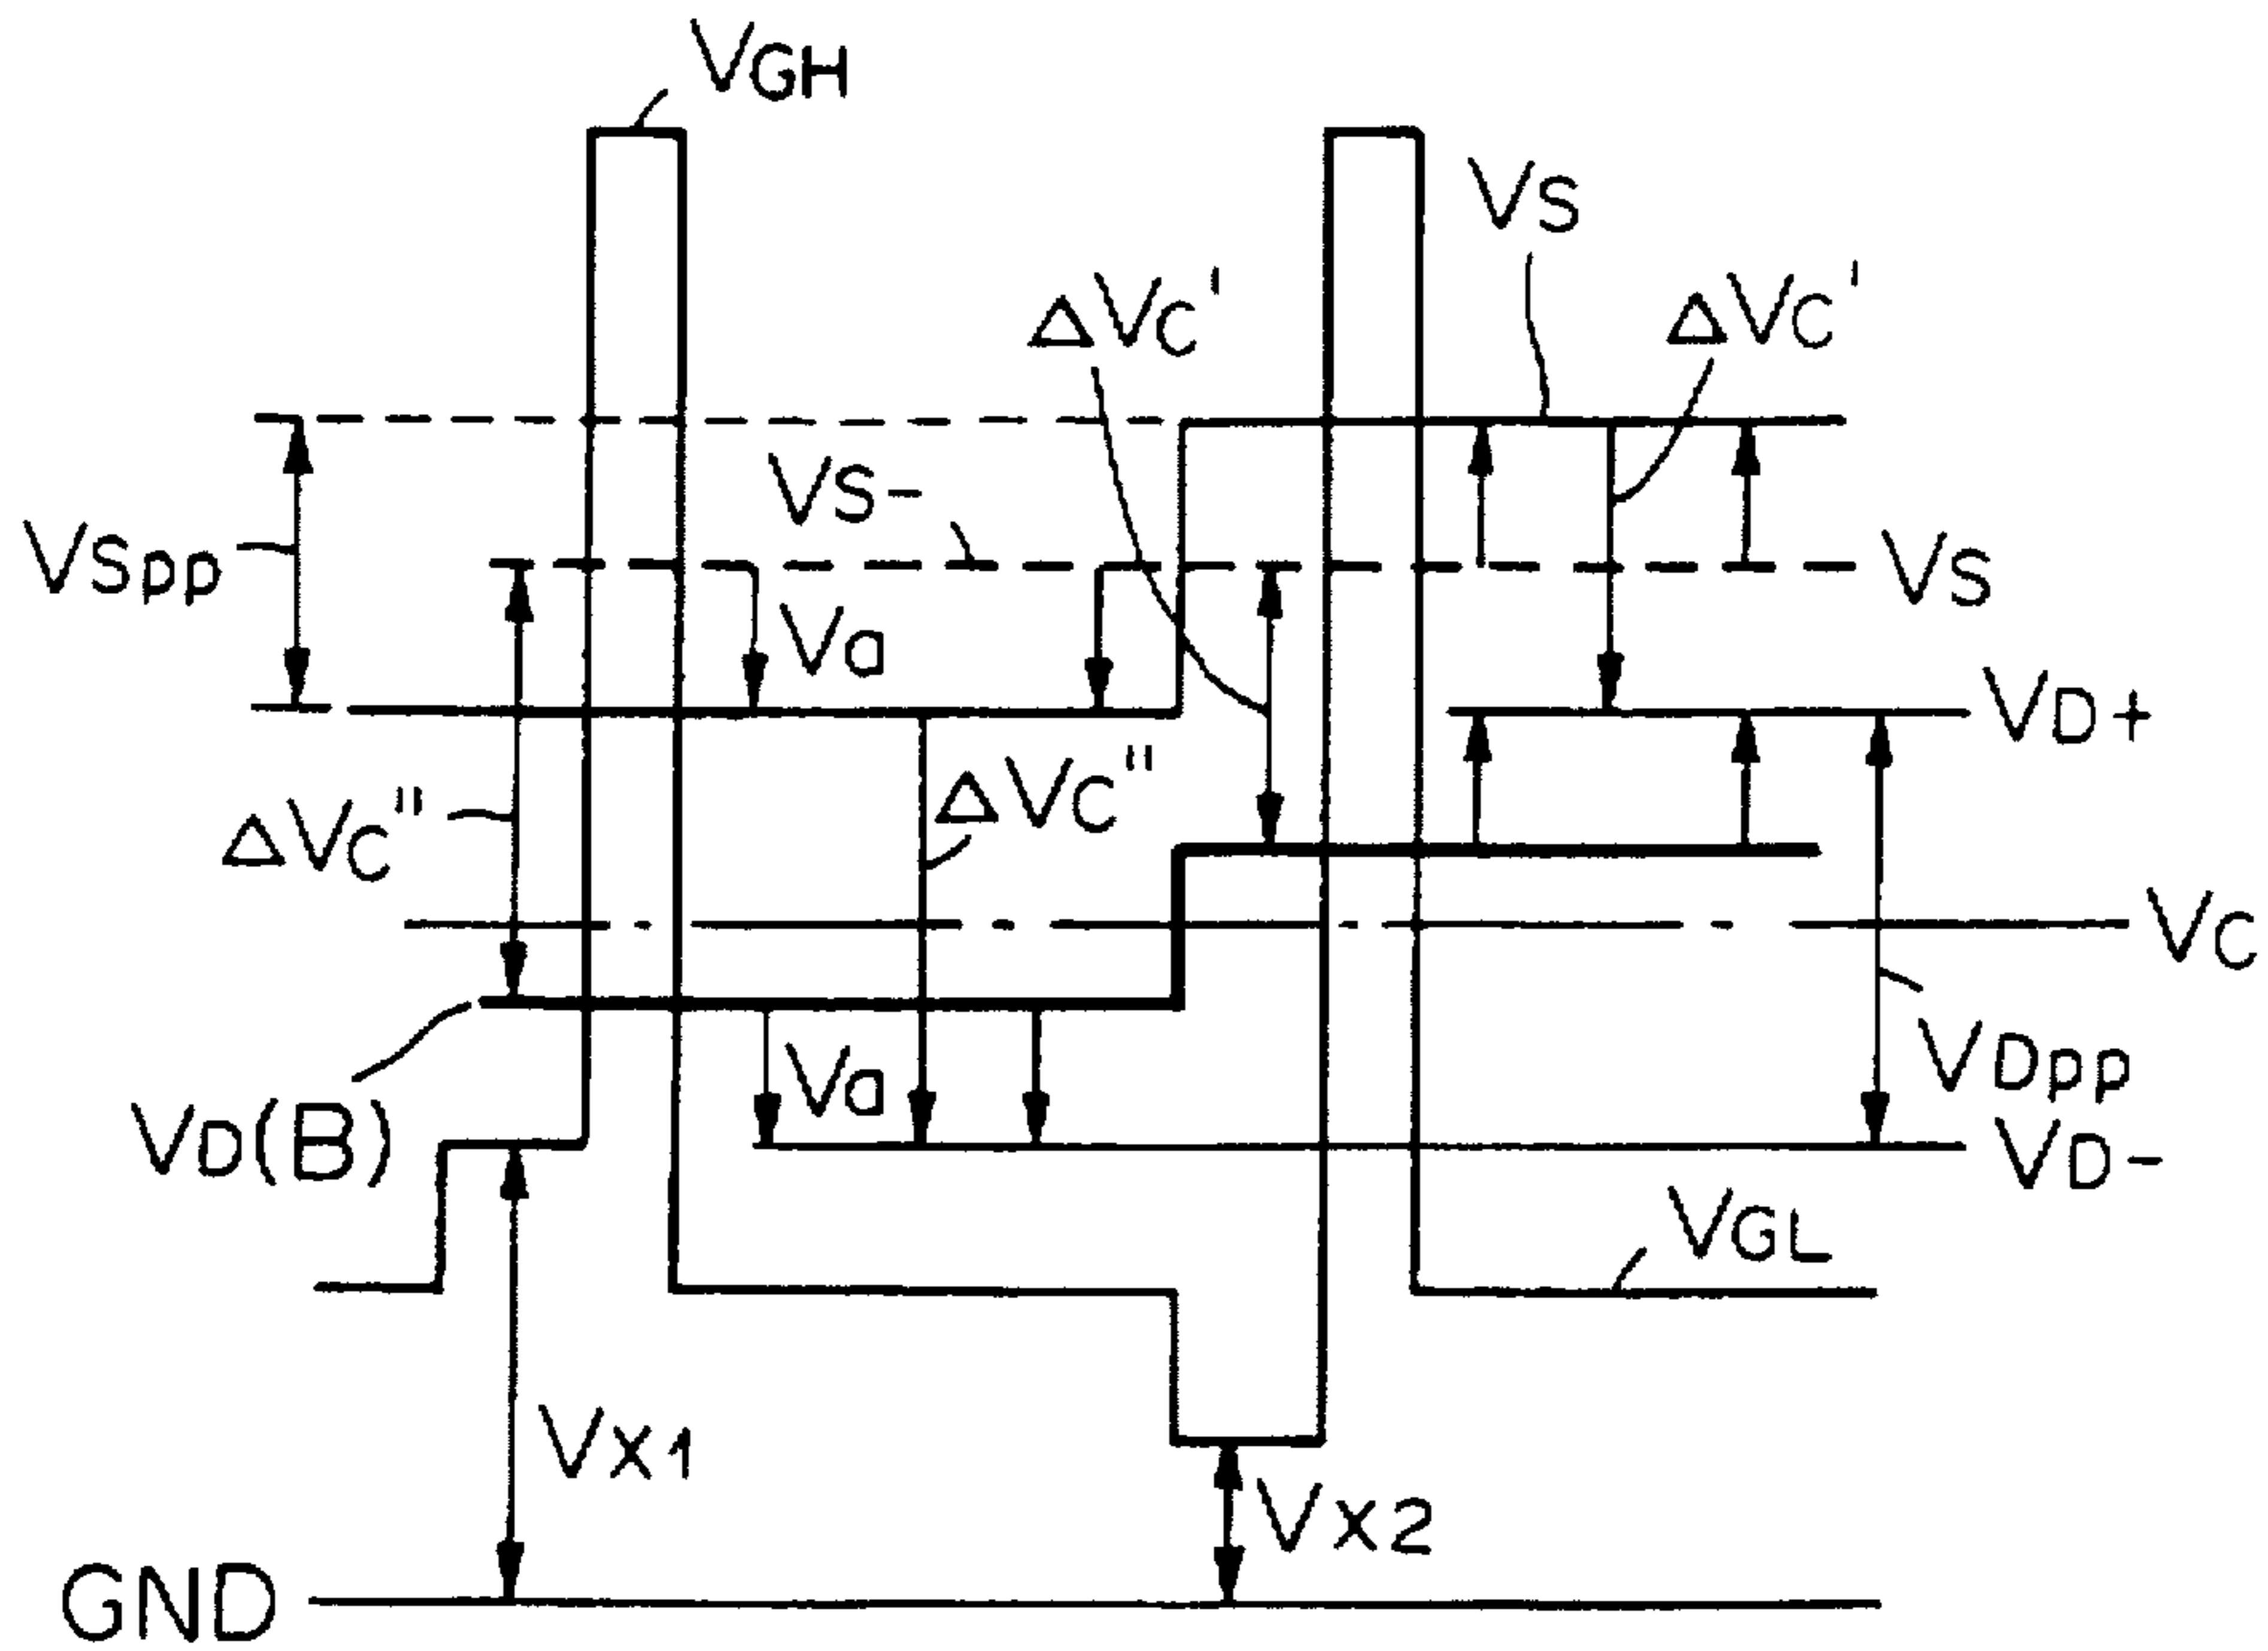 VGH
VS
ΔVC'
ΔVC'
VS-
VSPP
VS
Va
VD+
ΔVC"
ΔVC"
VC
VDPP
Va
VD(B)
VD-
VGL
VX1
VX2
GND